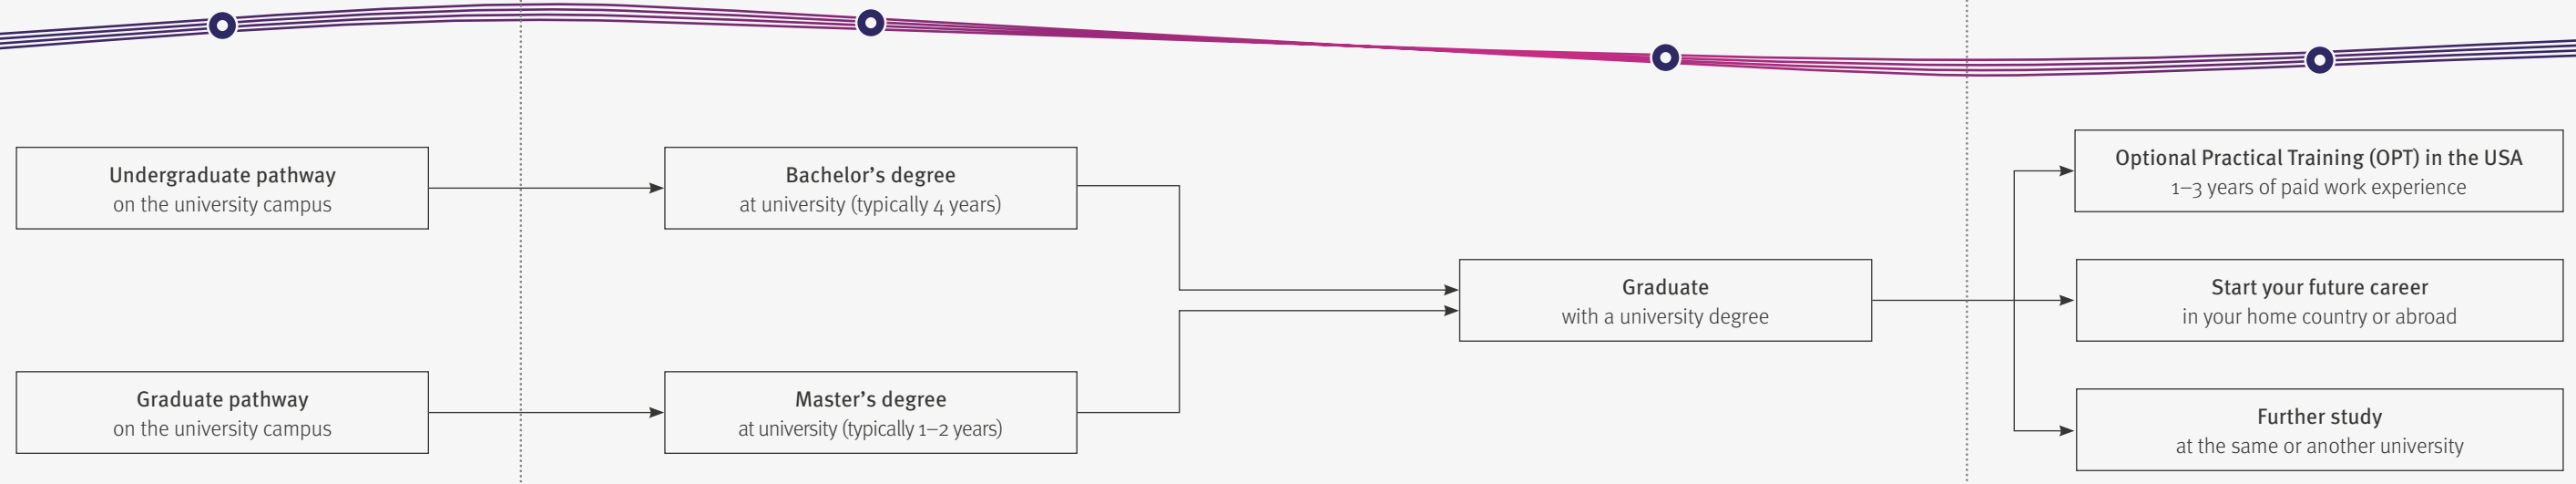 Undergraduate pathway
on the university campus
Graduate pathway
on the university campus
Bachelor’s degree
at university (typically 4 years)
Master’s degree
at university (typically 1–2 years)
Graduate
with a university degree
Optional Practical Training (OPT) in the USA
1–3 years of paid work experience
Start your future career
in your home country or abroad
Further study
at the same or another university